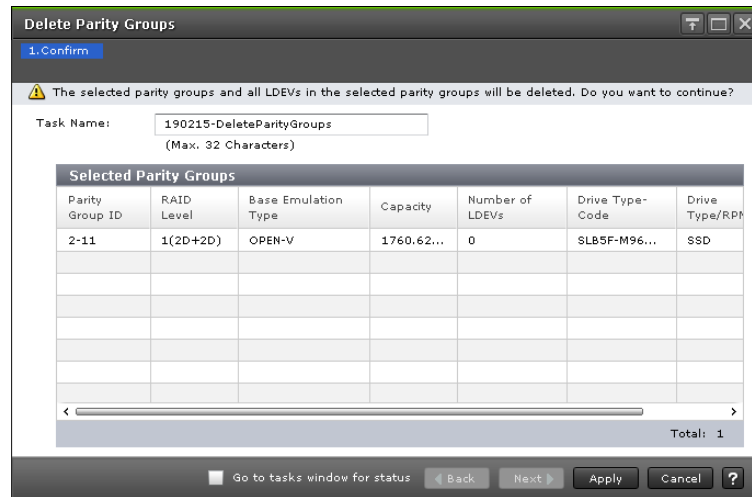 Delete Parity Groups
1.Confirm
The selected parity groups and all LDEVs in the selected parity groups will be deleted. Do you want to continue?
Task Name: 190215-DeleteParityGroups
(Max. 32 Characters)
Selected Parity Groups
Parity Group ID RAID Level Base Emulation Type Capacity Number of LDEVs Drive Type-Code Drive Type/RPM
2-11 1(2D+2D) OPEN-V 1760.62... 0 SLB5F-M96... SSD
Total: 1
Go to tasks window for status Back Next Apply Cancel ?